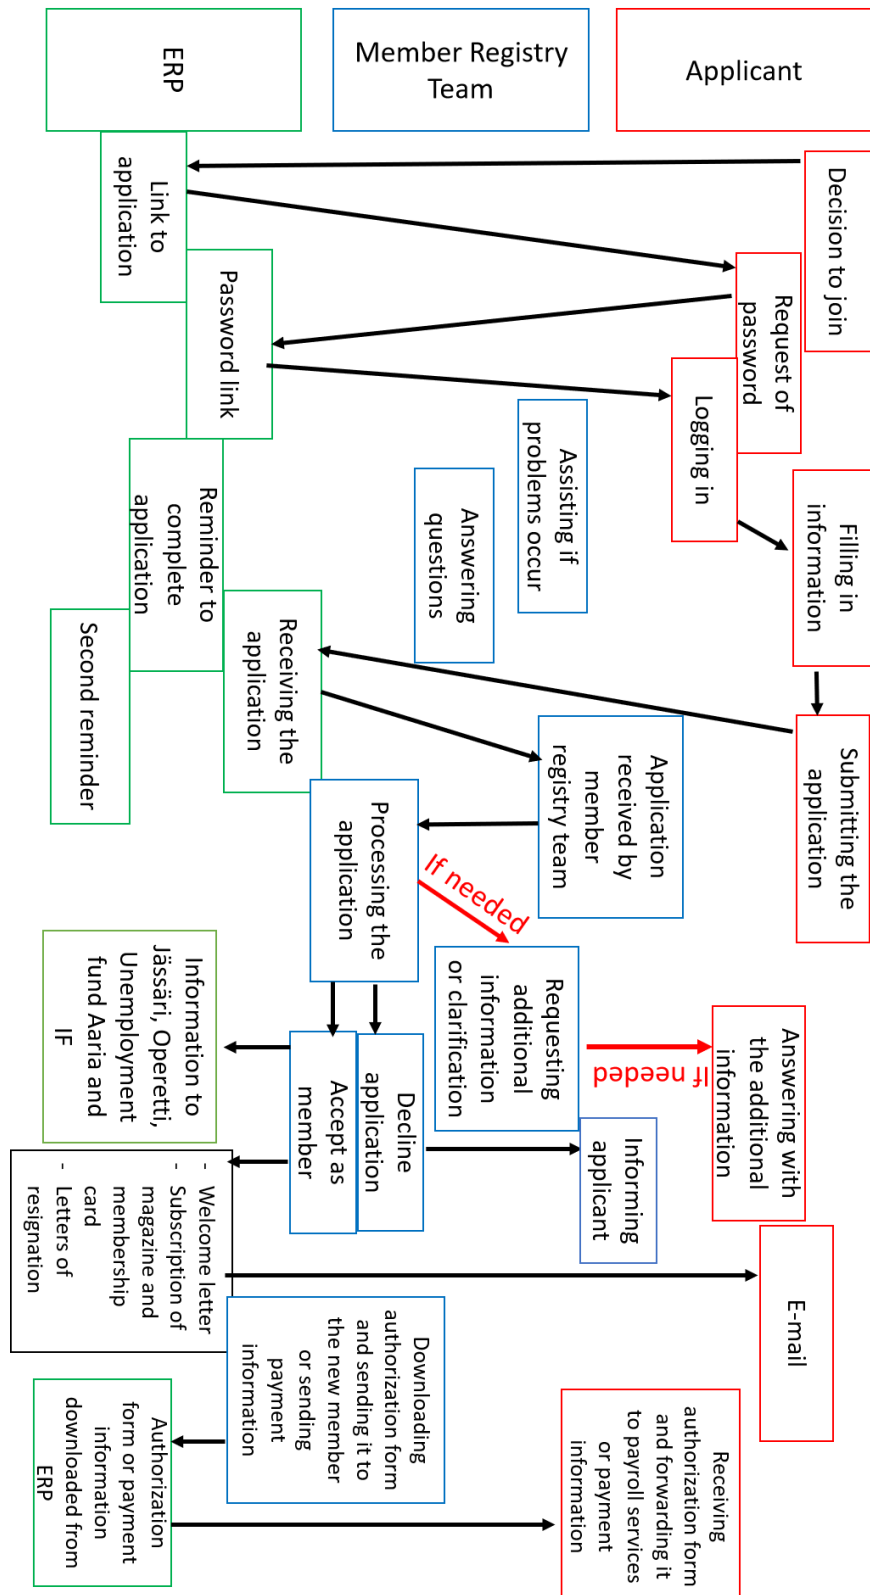 Applicant
Member Registry
Team
ERP
Decision to join
Link to
application
Request of
password
Password link
Logging in
Filling in
information
Assisting if
problems occur
Answering
questions
Reminder to
complete
application
Second reminder
Submitting the
application
Receiving the
application
Application
received by
member
registry team
Processing the
application
If needed
Requesting
additional
information
or clarification
If needed
Answering with
the additional
information
Decline
application
Accept as
member
Informing
applicant
Information to
Jässäri, Operetti,
Unemployment
fund Aaria and
IF
- Welcome letter
- Subscription of
magazine and
membership
card
- Letters of
resignation
E-mail
Downloading
authorization form
and sending it to
the new member
or sending
payment
information
Authorization
form or payment
information
downloaded from
ERP
Receiving
authorization form
and forwarding it
to payroll services
or payment
information